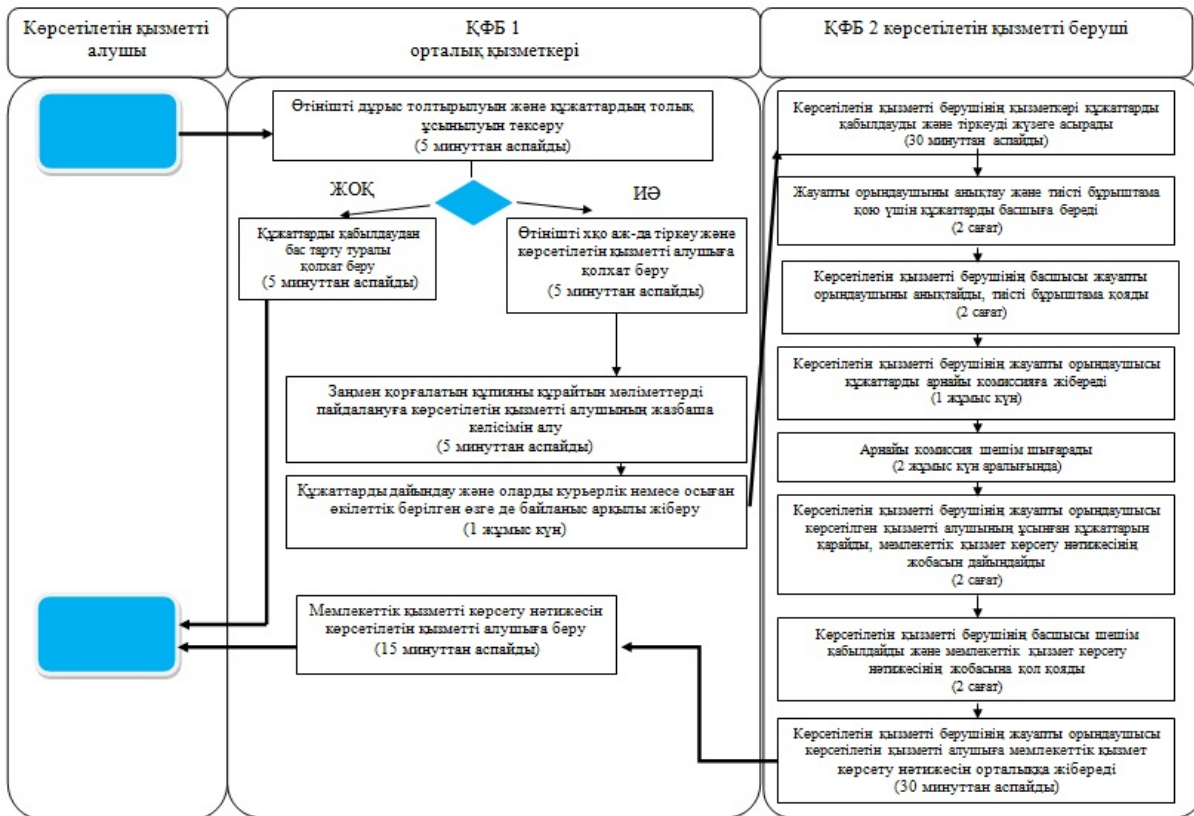 Көрсетілетін қызметті
алушы
ҚФБ 1
орталық қызметкері
ҚФБ 2 көрсетілетін қызметті беруші
Өтінішті дұрыс толтырылуын және құжаттардың толық
ұсынылуын тексеру
(5 минуттан аспайды)
ЖОҚ
ИӘ
Құжаттарды қабылдаудан
бас тарту туралы
қолхат беру
(5 минуттан аспайды)
Өтінішті хқо аж-да тіркеу және
көрсетілетін қызметті алушыға
қолхат беру
(5 минуттан аспайды)
Заңмен қорғалатын құпияны құрайтын мәліметтерді
пайдалануға көрсетілетін қызметті алушының жазбаша
келісімін алу
(5 минуттан аспайды)
Құжаттарды дайындау және оларды курьерлік немесе осыған
өкілеттік берілген өзге де байланыс арқылы жіберу
(1 жұмыс күн)
Мемлекеттік қызметті көрсету нәтижесін
көрсетілетін қызметті алушыға беру
(15 минуттан аспайды)
Көрсетілетін қызметті берушінің қызметкері құжаттарды
қабылдауды және тіркеуді жүзеге асырады
(30 минуттан аспайды)
Жауапты орындаушыны анықтау және тиісті бұрыштама
қою үшін құжаттарды басшыға береді
(2 сағат)
Көрсетілетін қызметті берушінің басшысы жауапты
орындаушыны анықтайды, тиісті бұрыштама қояды
(2 сағат)
Көрсетілетін қызметті берушінің жауапты орындаушысы
құжаттарды арнайы комиссияға жібереді
(1 жұмыс күн)
Арнайы комиссия шешім шығарады
(2 жұмыс күн аралығында)
Көрсетілетін қызметті берушінің жауапты орындаушысы
көрсетілген қызметті алушының ұсынған құжаттарын
қарайды, мемлекеттік қызмет көрсету нәтижесінің
жобасын дайындайды
(2 сағат)
Көрсетілетін қызметті берушінің басшысы шешім
қабылдайды және мемлекеттік қызмет көрсету
нәтижесінің жобасына қол қояды
(2 сағат)
Көрсетілетін қызметті берушінің жауапты орындаушысы
көрсетілетін қызметті алушыға мемлекеттік қызмет
көрсету нәтижесін орталыққа жібереді
(30 минуттан аспайды)